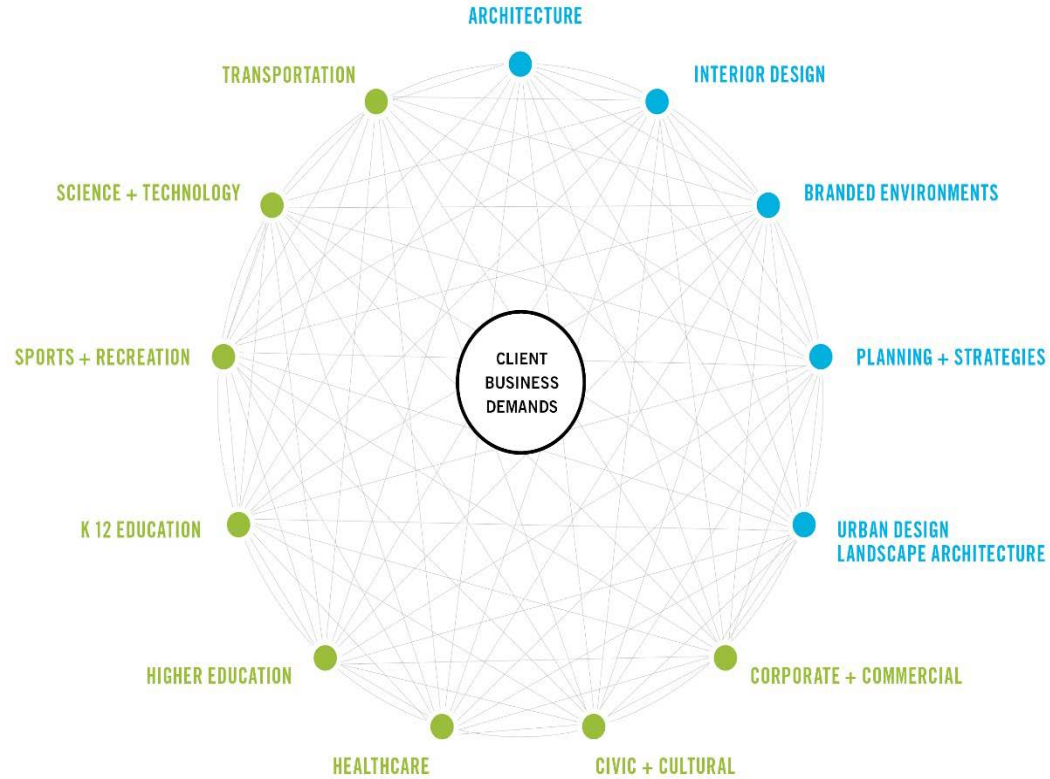 ARCHITECTURE
TRANSPORTATION
INTERIOR DESIGN
SCIENCE + TECHNOLOGY
BRANDED ENVIRONMENTS
SPORTS + RECREATION
CLIENT
BUSINESS
DEMANDS
PLANNING + STRATEGIES
K 12 EDUCATION
URBAN DESIGN
LANDSCAPE ARCHITECTURE
HIGHER EDUCATION
CORPORATE + COMMERCIAL
HEALTHCARE
CIVIC + CULTURAL